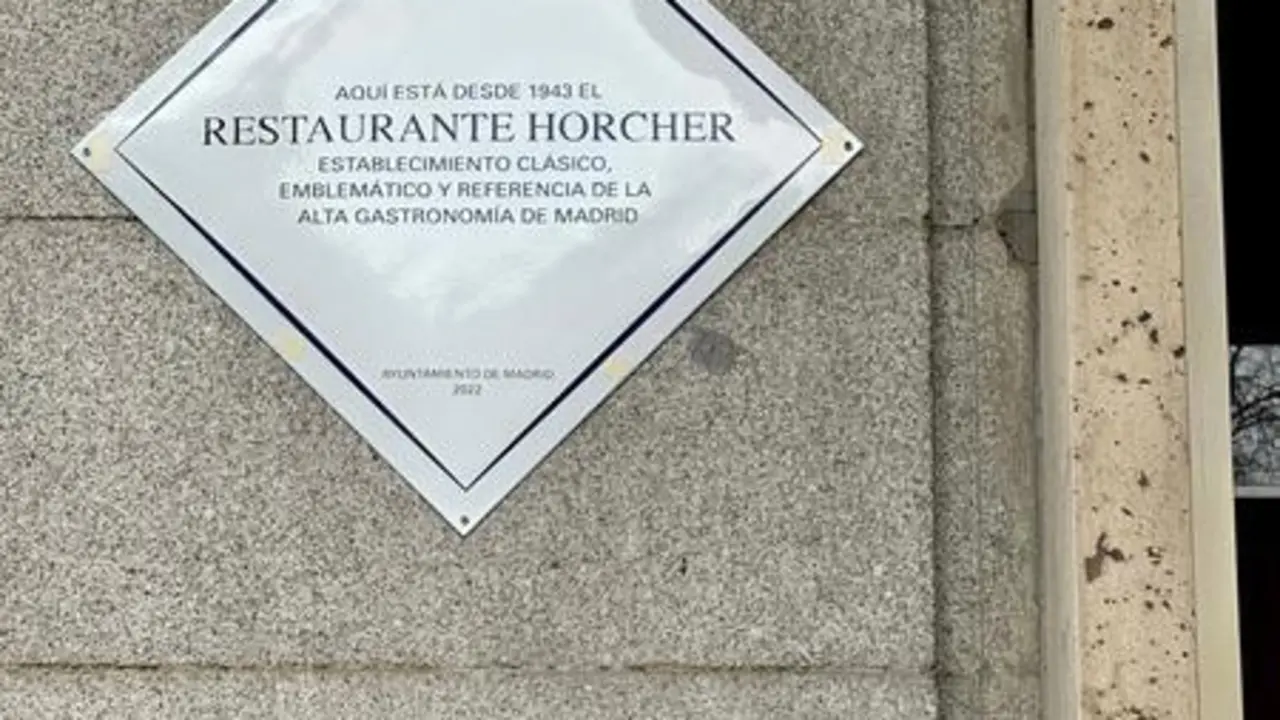 AQUÍ ESTÁ DESDE 1943 EL
RESTAURANTE HORCHER
ESTABLECIMIENTO CLÁSICO,
EMBLEMÁTICO Y REFERENCIA DE LA
ALTA GASTRONOMÍA DE MADRID
AYUNTAMIENTO DE MADRID
2022